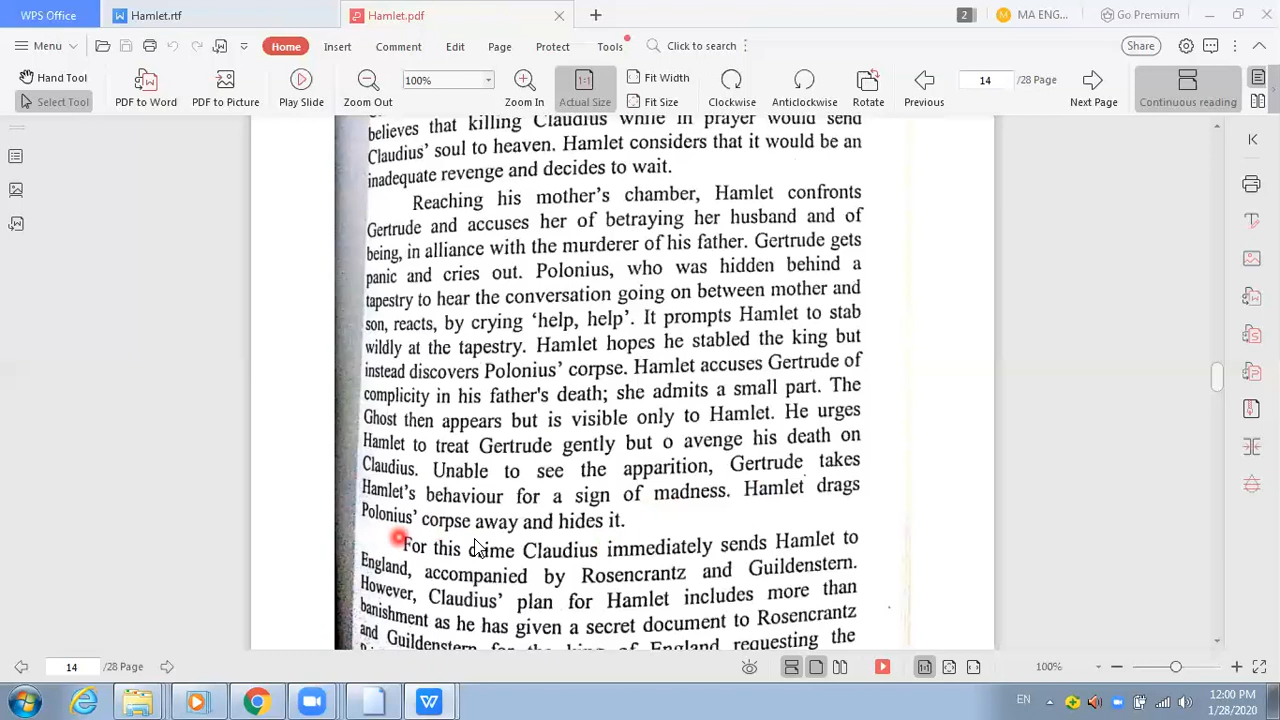 WPS Office
Hamlet.rtf
Hamlet.pdf
2
MA ENG...
Go Premium
Menu
Home
Insert
Comment
Edit
Page
Protect
Tools
Click to search
Share
Hand Tool
Select Tool
PDF to Word
PDF to Picture
Play Slide
Zoom Out
100%
Zoom In
1:1
Actual Size
Fit Width
Fit Size
Clockwise
Anticlockwise
Rotate
Previous
14
/28 Page
Next Page
Continuous reading
believes that killing Claudius while in prayer would send
Claudius' soul to heaven. Hamlet considers that it would be an
inadequate revenge and decides to wait.
Reaching his mother's chamber, Hamlet confronts
Gertrude and accuses her of betraying her husband and of
being, in alliance with the murderer of his father. Gertrude gets
panic and cries out. Polonius, who was hidden behind a
tapestry to hear the conversation going on between mother and
son, reacts, by crying 'help, help'. It prompts Hamlet to stab
wildly at the tapestry. Hamlet hopes he stabled the king but
instead discovers Polonius' corpse. Hamlet accuses Gertrude of
complicity in his father's death; she admits a small part. The
Ghost then appears but is visible only to Hamlet. He urges
Hamlet to treat Gertrude gently but o avenge his death on
Claudius. Unable to see the apparition, Gertrude takes
Hamlet's behaviour for a sign of madness. Hamlet drags
Polonius' corpse away and hides it.
For this crime Claudius immediately sends Hamlet to
England, accompanied by Rosencrantz and Guildenstern.
However, Claudius' plan for Hamlet includes more than
banishment as he has given a secret document to Rosencrantz
and Guildenstern for the king of England requesting the
14
/28 Page
100%
EN
12:00 PM
1/28/2020